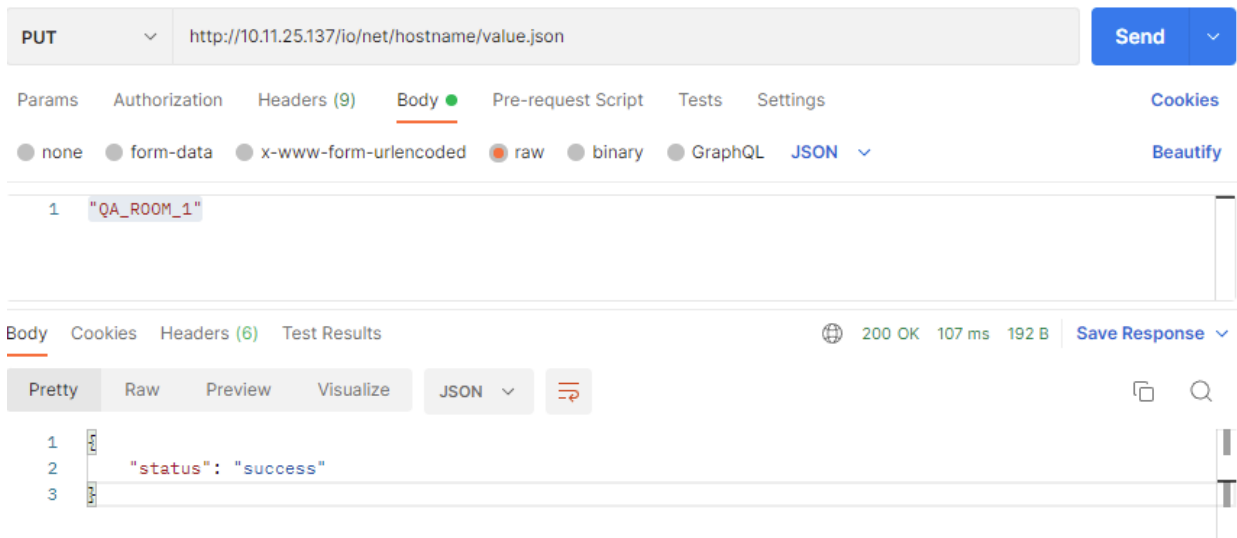 PUT http://10.11.25.137/io/net/hostname/value.json Send
Params Authorization Headers (9) Body Pre-request Script Tests Settings Cookies
none form-data x-www-form-urlencoded raw binary GraphQL JSON Beautify
1 "QA_ROOM_1"
Body Cookies Headers (6) Test Results 200 OK 107 ms 192 B Save Response
Pretty Raw Preview Visualize JSON
1 {
2 "status": "success"
3 }